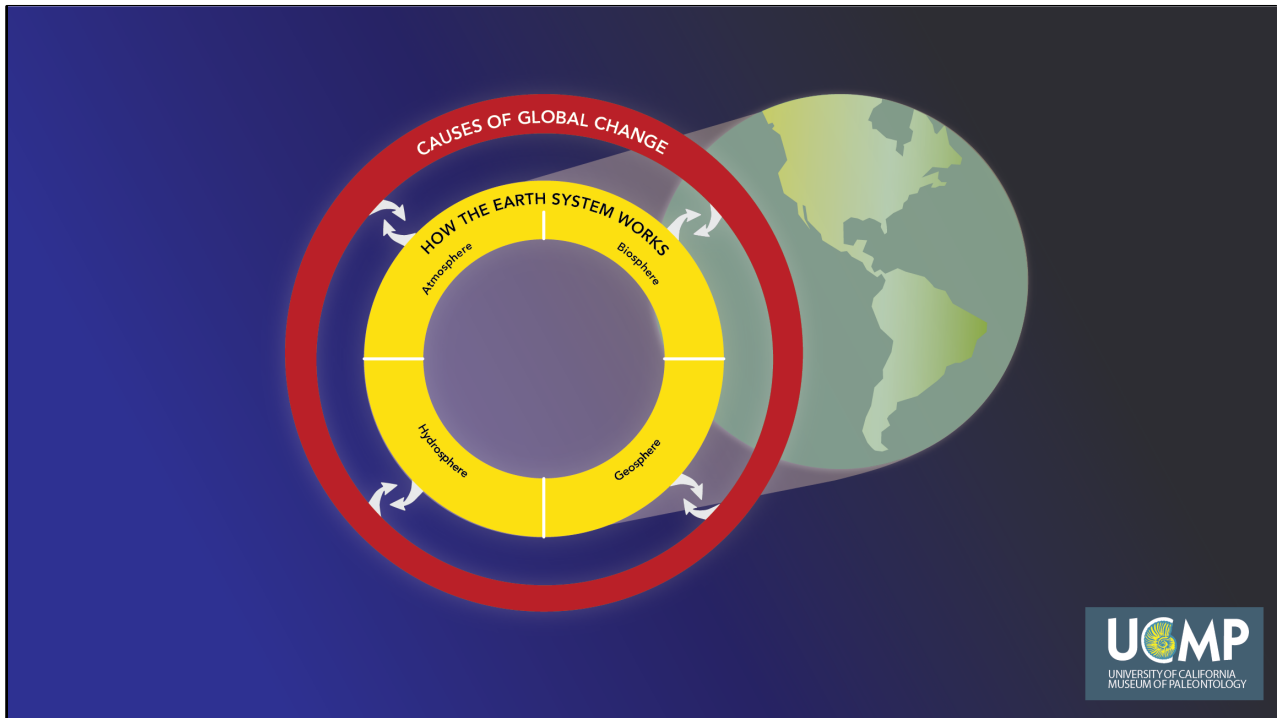 CAUSES OF GLOBAL CHANGE
HOW THE EARTH SYSTEM WORKS
Atmosphere
Biosphere
Hydrosphere
Geosphere
UCMP
UNIVERSITY OF CALIFORNIA
MUSEUM OF PALEONTOLOGY